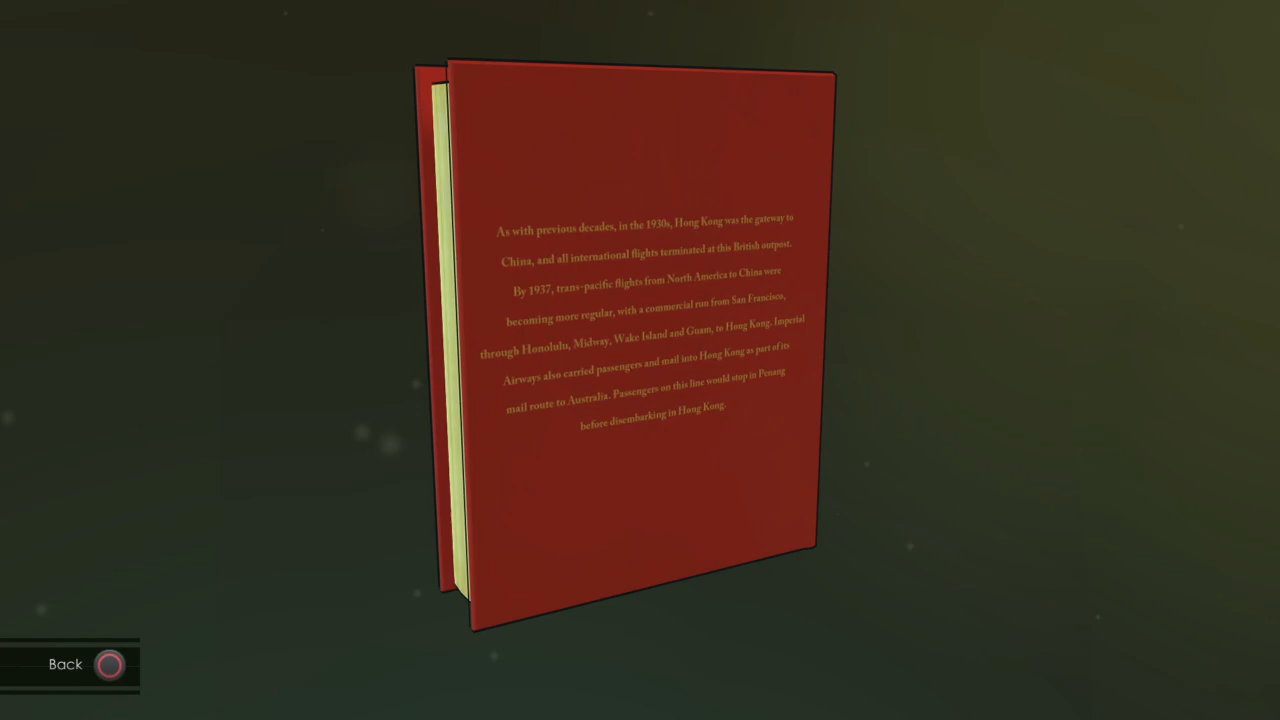 As with previous decades, in the 1930s, Hong Kong was the gateway to
China, and all international flights terminated at this British outpost.
By 1937, trans-pacific flights from North America to China were
becoming more regular, with a commercial run from San Francisco,
through Honolulu, Midway, Wake Island and Guam, to Hong Kong. Imperial
Airways also carried passengers and mail into Hong Kong as part of its
mail route to Australia. Passengers on this line would stop in Penang
before disembarking in Hong Kong.
Back